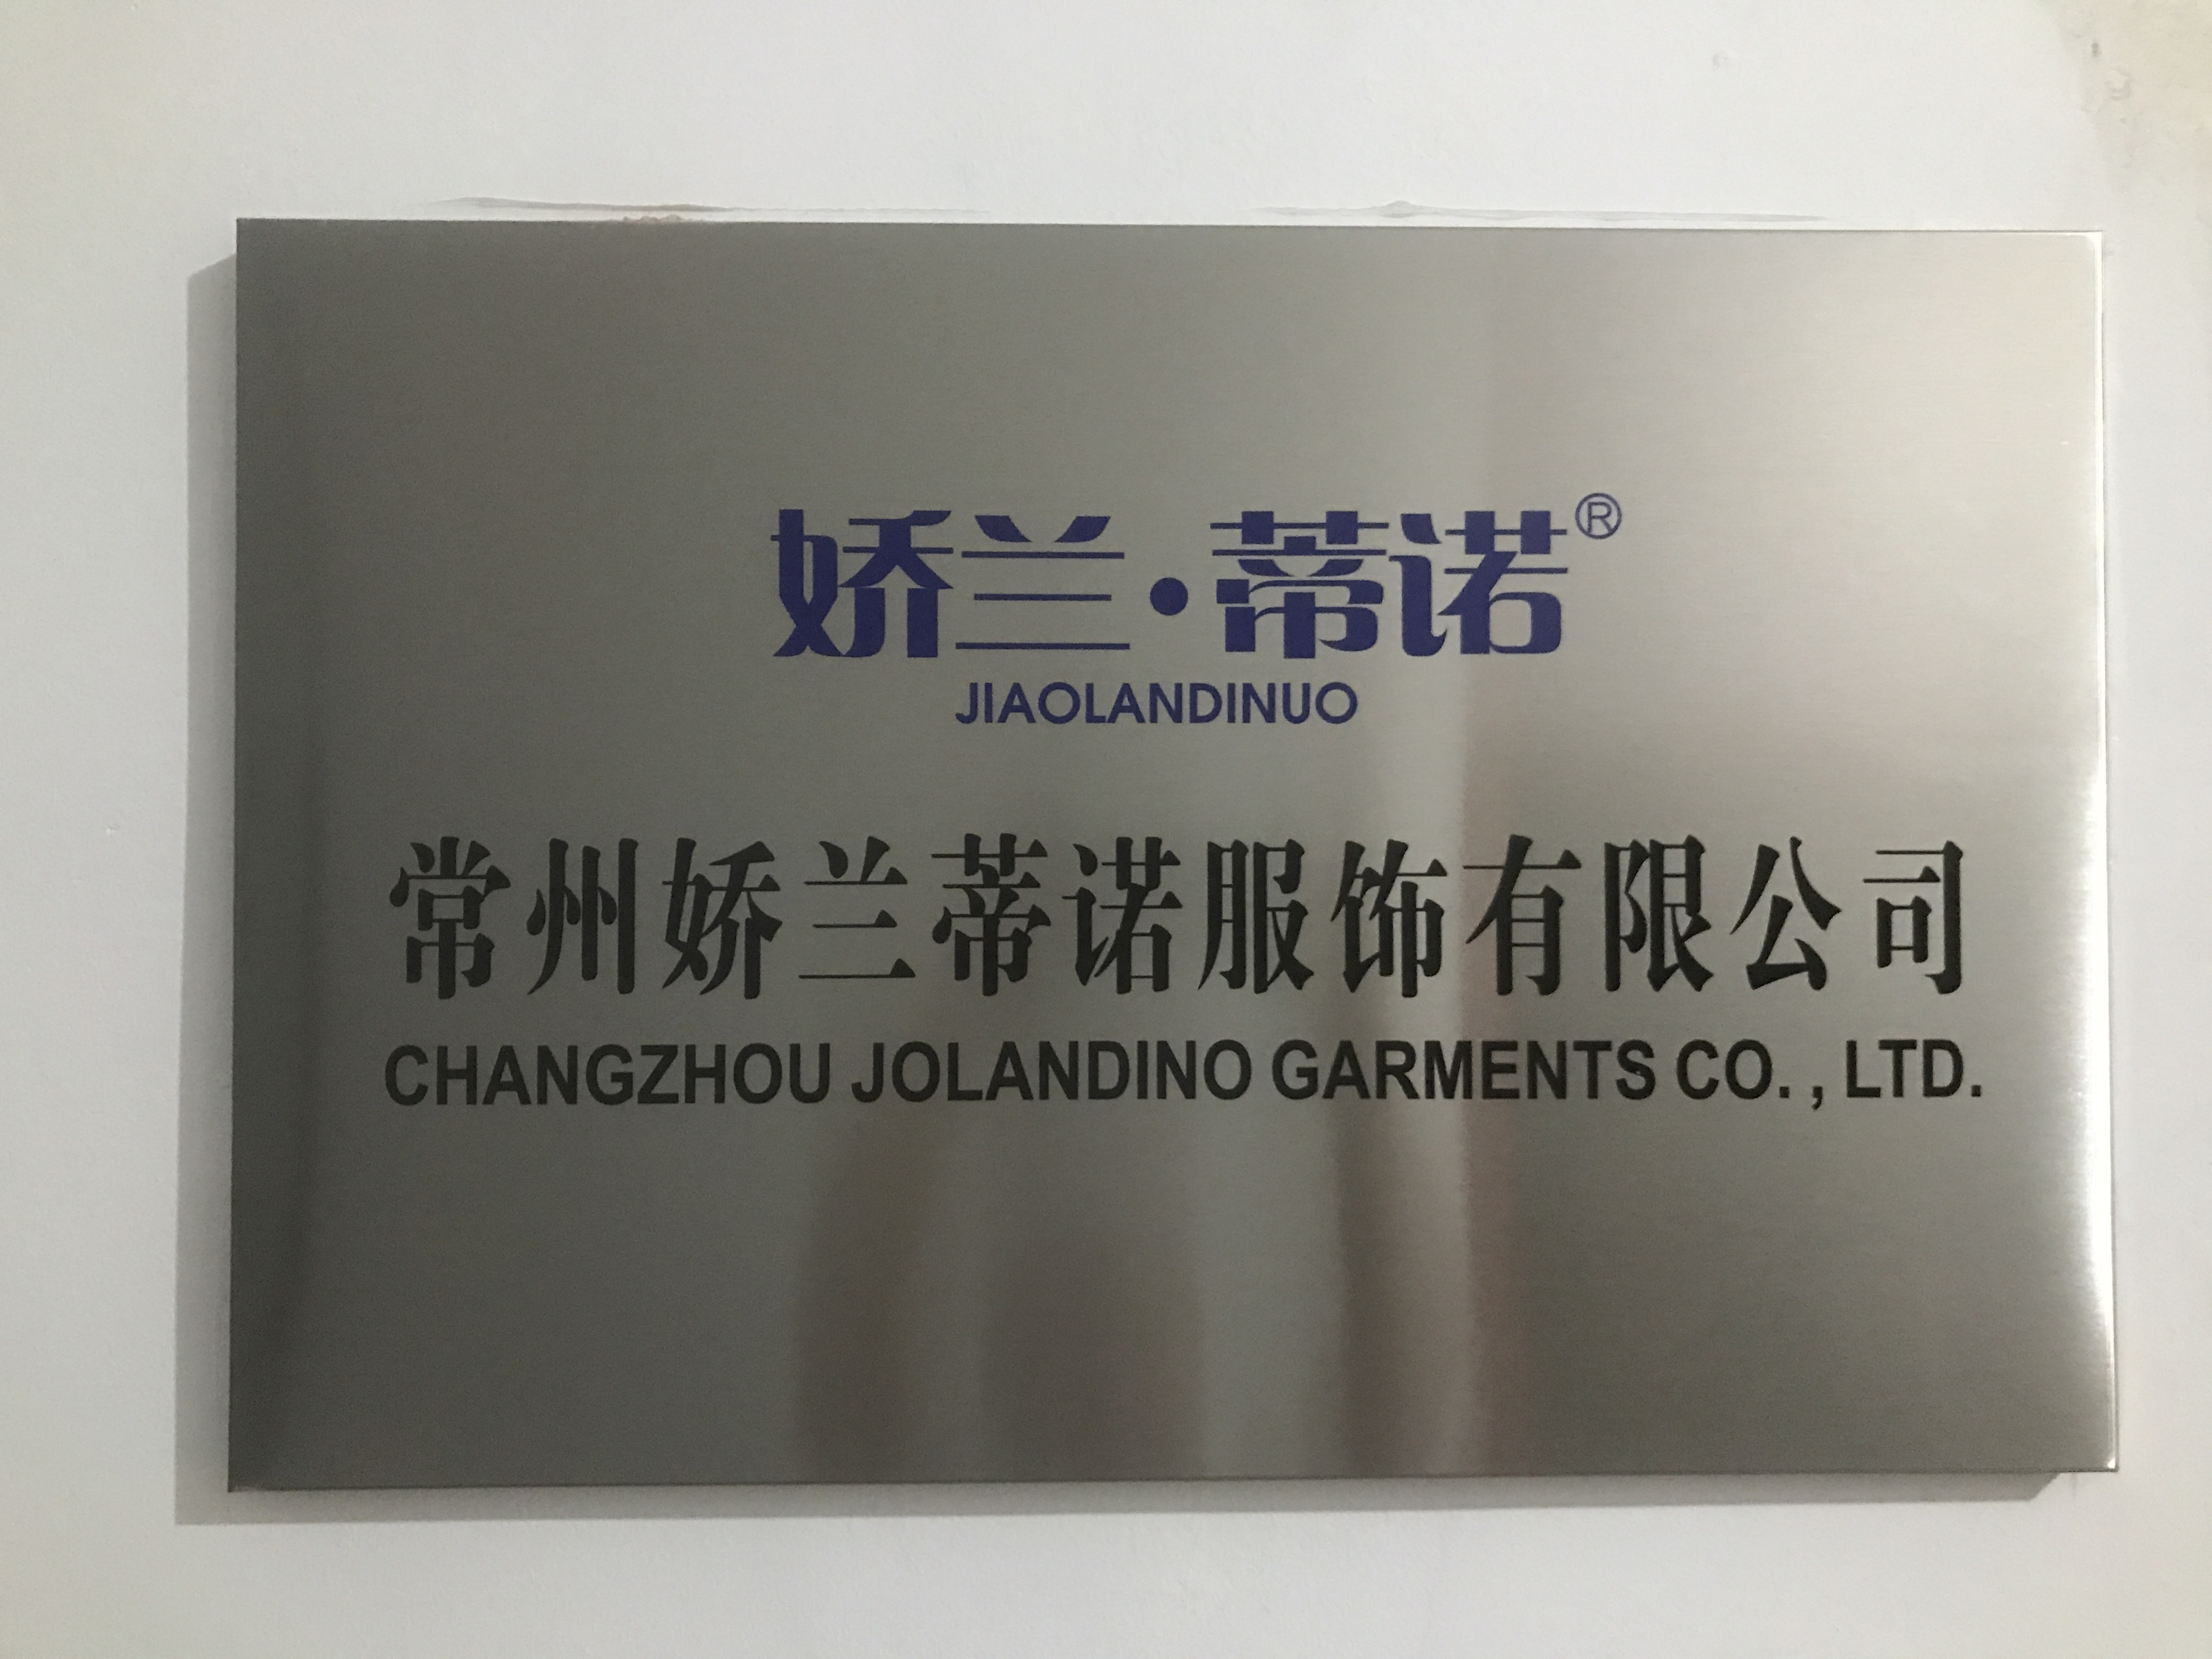 娇兰·蒂诺®
JIAOLANDINUO
常州娇兰蒂诺服饰有限公司
CHANGZHOU JOLANDINO GARMENTS CO., LTD.